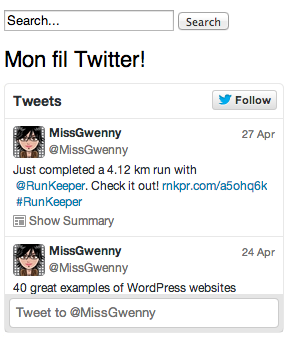 Search... Search
Mon fil Twitter!
Tweets Follow
MissGwenny 27 Apr
@MissGwenny
Just completed a 4.12 km run with
@RunKeeper. Check it out! rnkpr.com/a5ohq6k
#RunKeeper
Show Summary
MissGwenny 24 Apr
@MissGwenny
40 great examples of WordPress websites
Tweet to @MissGwenny